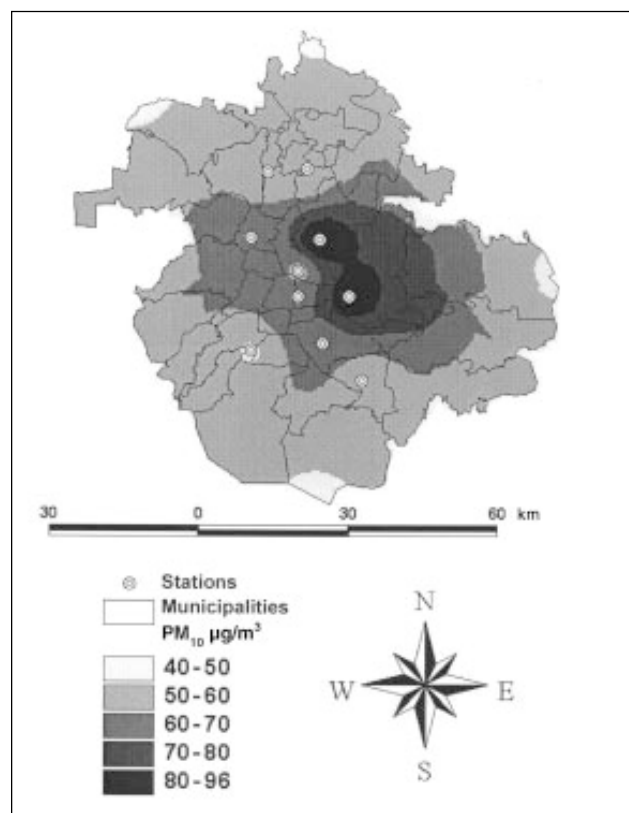 30 0 30 60 km
Stations
Municipalities
PM₁₀ µg/m³
40-50
50-60
60-70
70-80
80-96
N
W E
S